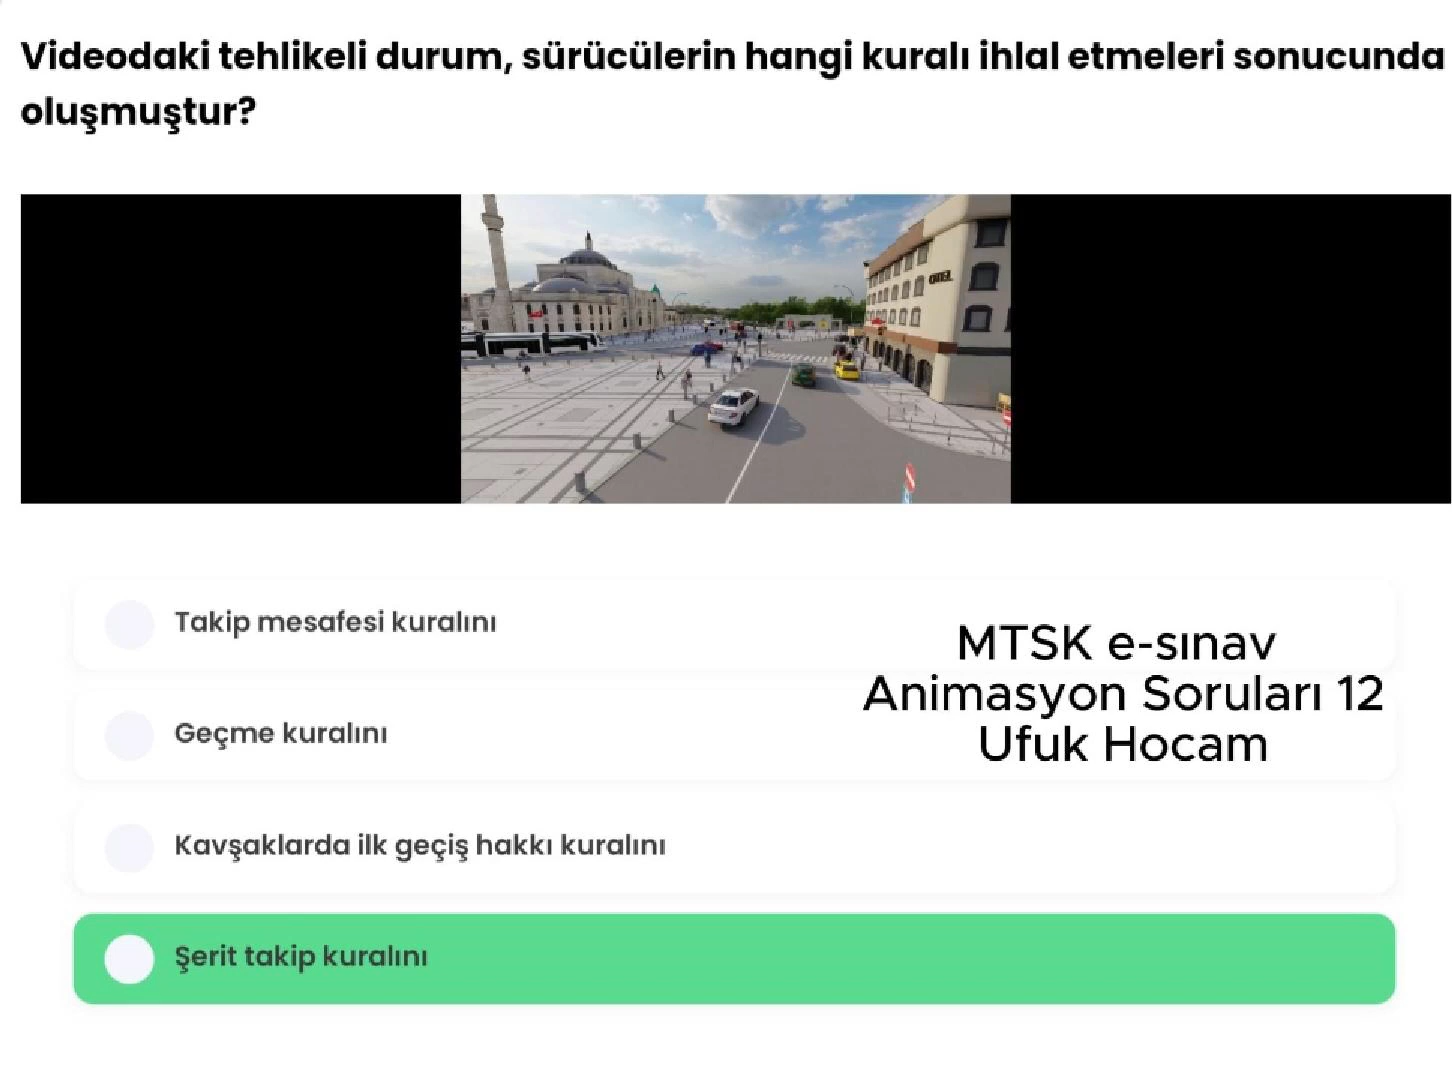 Videodaki tehlikeli durum, sürücülerin hangi kuralı ihlal etmeleri sonucunda
oluşmuştur?
OTEL
Takip mesafesi kuralını
MTSK e-sınav
Animasyon Soruları 12
Ufuk Hocam
Geçme kuralını
Kavşaklarda ilk geçiş hakkı kuralını
Şerit takip kuralını